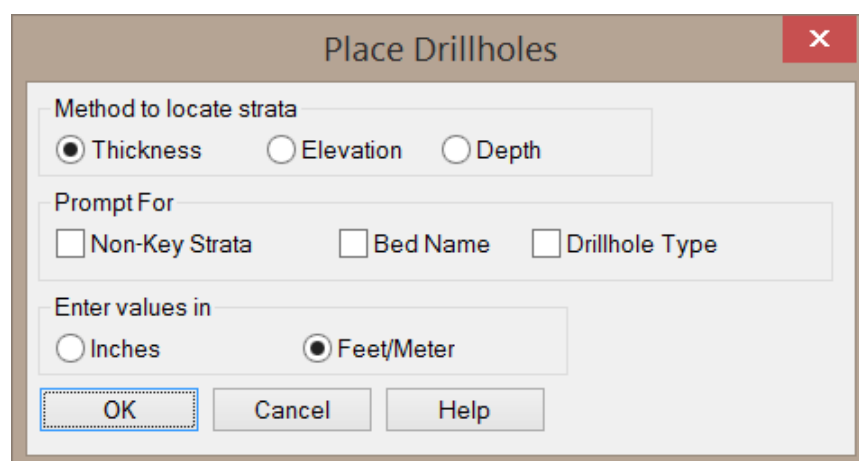 Place Drillholes
Method to locate strata
Thickness Elevation Depth
Prompt For
Non-Key Strata Bed Name Drillhole Type
Enter values in
Inches Feet/Meter
OK Cancel Help